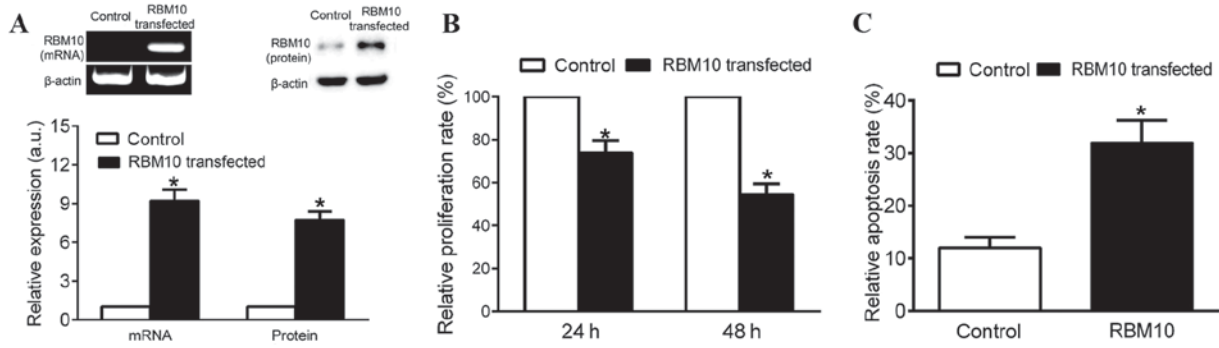 A
Control
RBM10
transfected
RBM10
(mRNA)
β-actin
Control
RBM10
transfected
RBM10
(protein)
β-actin
Relative expression (a.u.)
15
12
9
6
3
0
Control
RBM10 transfected
*
*
mRNA
Protein
B
Control
RBM10 transfected
Relative proliferation rate (%)
100
80
60
40
20
0
*
*
24 h
48 h
C
Control
RBM10 transfected
Relative apoptosis rate (%)
40
30
20
10
0
*
Control
RBM10